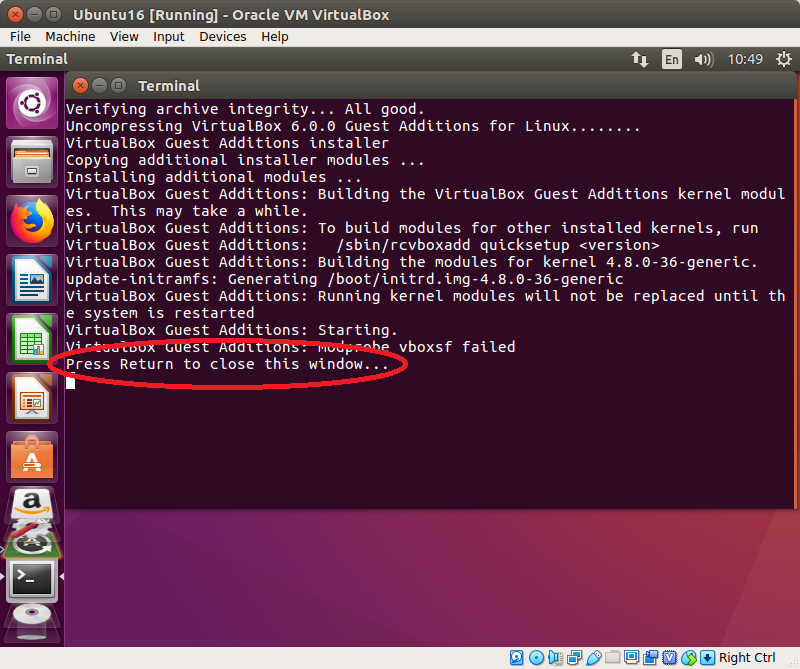 Ubuntu16 [Running] - Oracle VM VirtualBox
File Machine View Input Devices Help
Terminal En 10:49
Terminal
Verifying archive integrity... All good.
Uncompressing VirtualBox 6.0.0 Guest Additions for Linux........
VirtualBox Guest Additions installer
Copying additional installer modules ...
Installing additional modules ...
VirtualBox Guest Additions: Building the VirtualBox Guest Additions kernel modul
es.  This may take a while.
VirtualBox Guest Additions: To build modules for other installed kernels, run
VirtualBox Guest Additions:   /sbin/rcvboxadd quicksetup <version>
VirtualBox Guest Additions: Building the modules for kernel 4.8.0-36-generic.
update-initramfs: Generating /boot/initrd.img-4.8.0-36-generic
VirtualBox Guest Additions: Running kernel modules will not be replaced until th
e system is restarted
VirtualBox Guest Additions: Starting.
VirtualBox Guest Additions: modprobe vboxsf failed
Press Return to close this window...
Right Ctrl